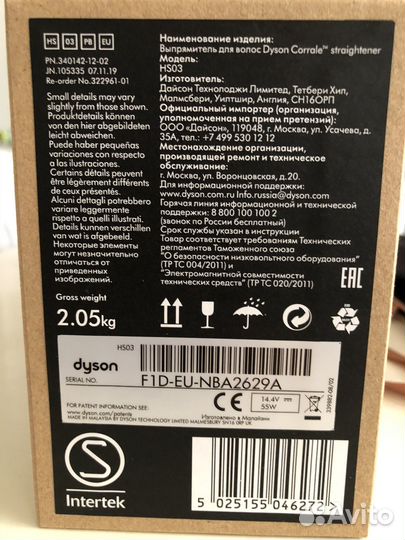 HS 03 PB EU
PN.340142-12-02
JN.105335 07.11.19
Re-order No.322961-01
Small details may vary
slightly from those shown.
Produktdetails können
von den hier abgebildeten
leicht abweichen.
Puede haber pequeñas
variaciones con respecto
a las ilustraciones.
Certains détails peuvent
être légèrement différents
de ceux présentés.
Alcuni dettagli potrebbero
variare leggermente
rispetto a quelli illustrati.
Details kunnen verschillen
van wat is afgebeeld.
Некоторые элементы
могут незначительно
отличаться от
приведенных
изображений.
Gross weight
2.05kg
Наименование изделия:
Выпрямитель для волос Dyson Corrale™ straightener
Модель:
HS03
Изготовитель:
Дайсон Технолоджи Лимитед, Тетбери Хил,
Малмсбери, Уилтшир, Англия, СН16ОРП
Официальный импортер (организация,
уполномоченная на прием претензий):
ООО «Дайсон», 119048, г. Москва, ул. Усачева, д.
35А, тел. +7 499 530 12 12
Местонахождение организации,
производящей ремонт и техническое
обслуживание:
г. Москва, ул. Воронцовская, д.20.
Для информационной поддержки:
www.dyson.com.ru Info.russia@dyson.com
Горячая линия информационной
поддержки: 8 800 100 100 2
(звонок по России бесплатный)
Срок службы указан в инструкции
Товар соответствует требованиям Технических
регламентов Таможенного союза
"О безопасности низковольтного оборудования"
(ТР ТС 004/2011) и
"Электромагнитной совместимости
технических средств" (ТР ТС 020/2011)
EAC
HS03
dyson
SERIAL NO.
F1D-EU-NBA2629A
CE
14.4V
55W
339882-08/02
FOR PATENT INFORMATION SEE:
www.dyson.com/patents
Изготовлено в Малайзии
MADE IN MALAYSIA BY DYSON TECHNOLOGY LIMITED MALMESBURY SN16 0RP UK
S
Intertek
5 025155 046272
Avito